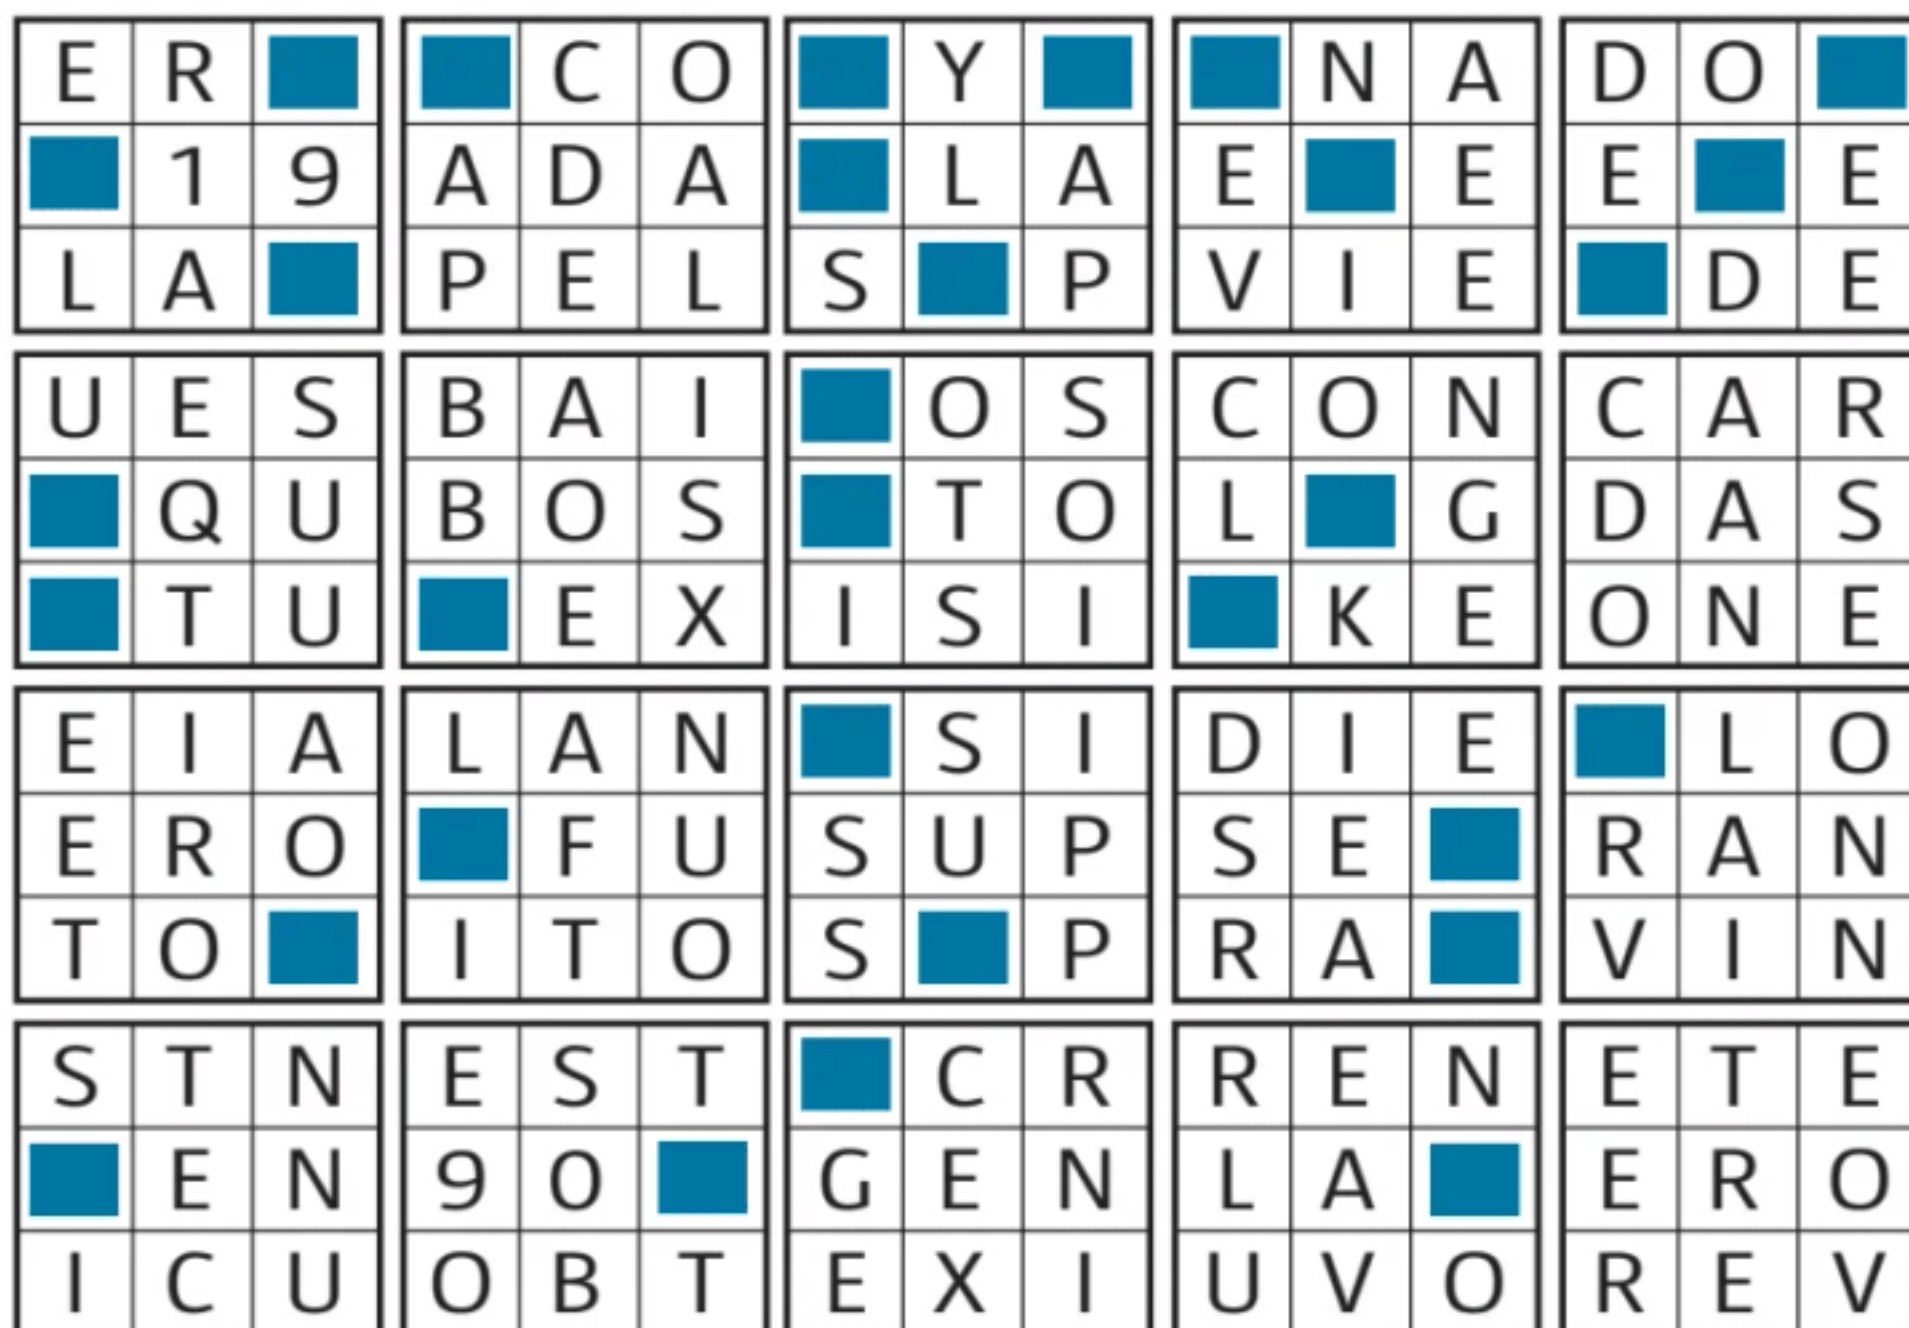 E R
1 9
L A
C O
A D A
P E L
Y
L A
S P
N A
E E
V I E
D O
E E
D E
U E S
Q U
T U
B A I
B O S
E X
O S
T O
I S I
C O N
L G
K E
C A R
D A S
O N E
E I A
E R O
T O
L A N
F U
I T O
S I
S U P
S P
D I E
S E
R A
L O
R A N
V I N
S T N
E N
I C U
E S T
9 0
O B T
C R
G E N
E X I
R E N
L A
U V O
E T E
E R O
R E V